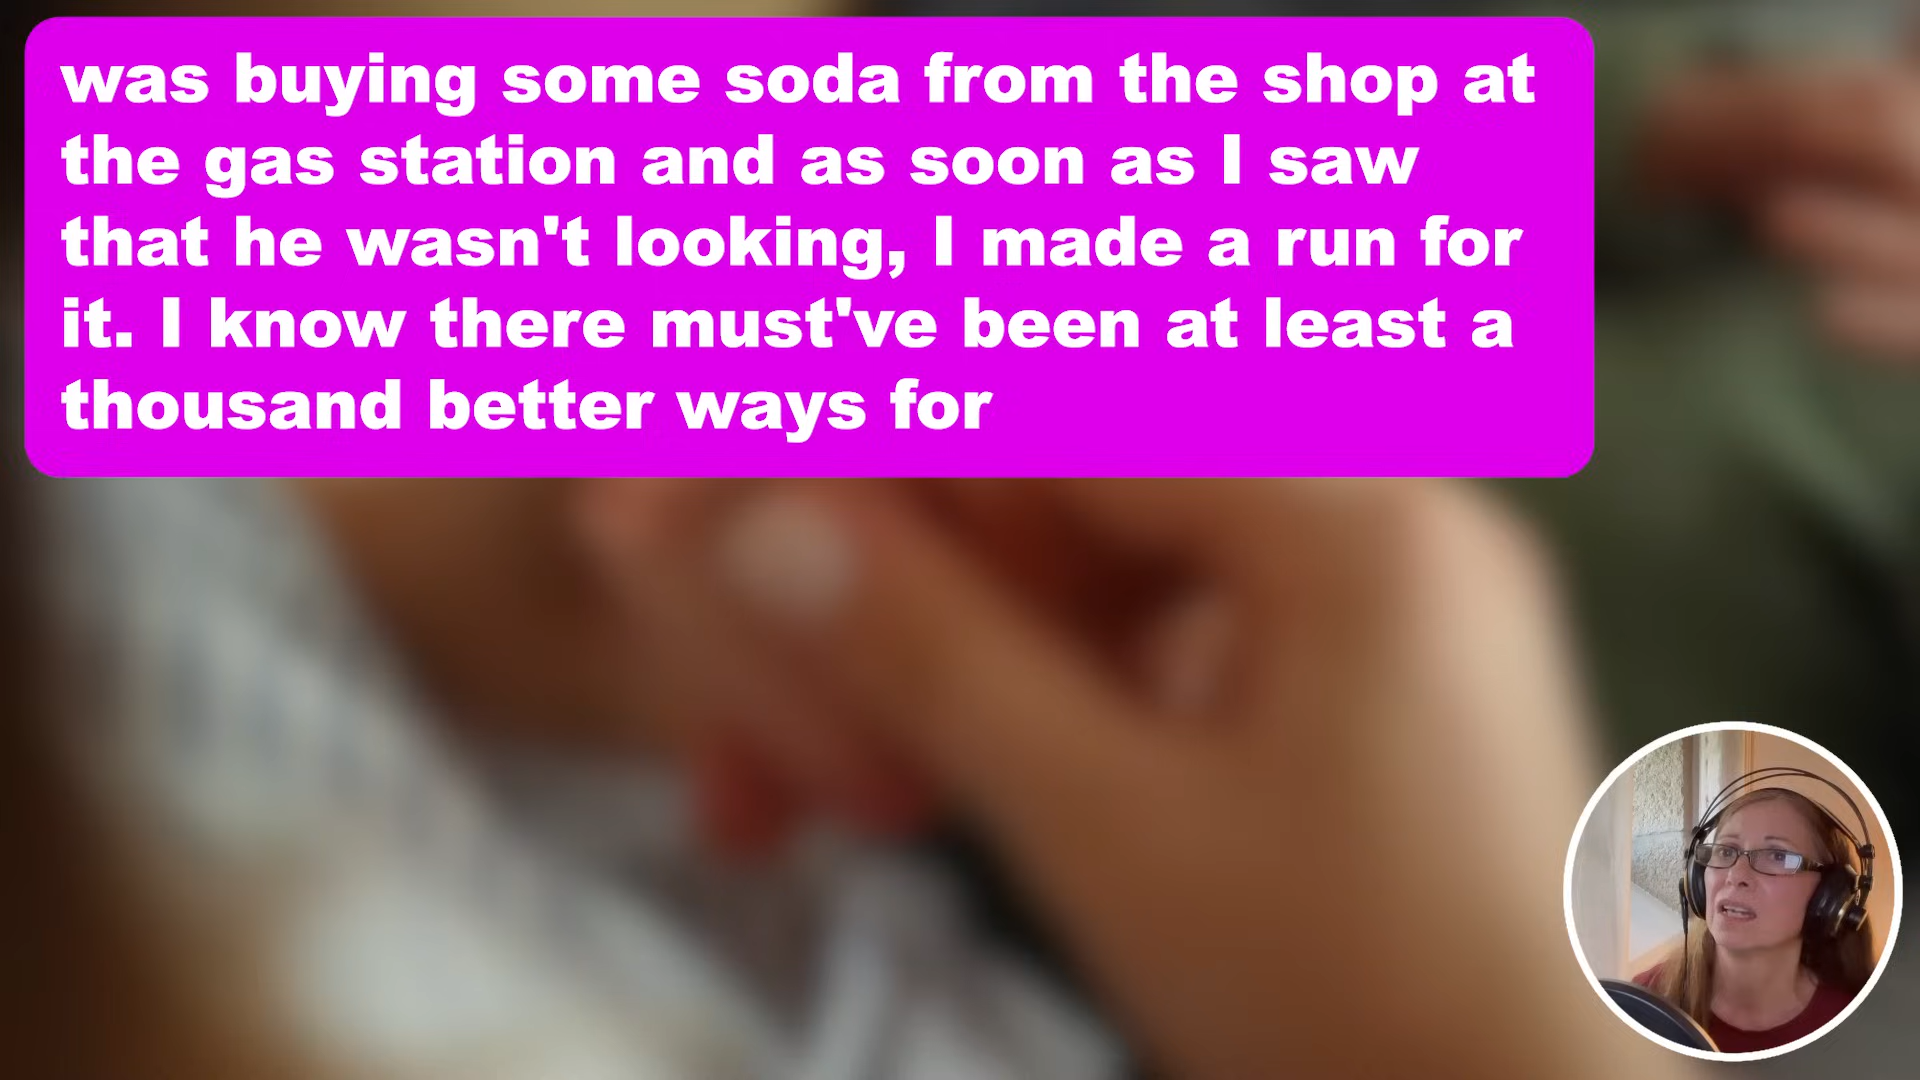 was buying some soda from the shop at
the gas station and as soon as I saw
that he wasn't looking, I made a run for
it. I know there must've been at least a
thousand better ways for